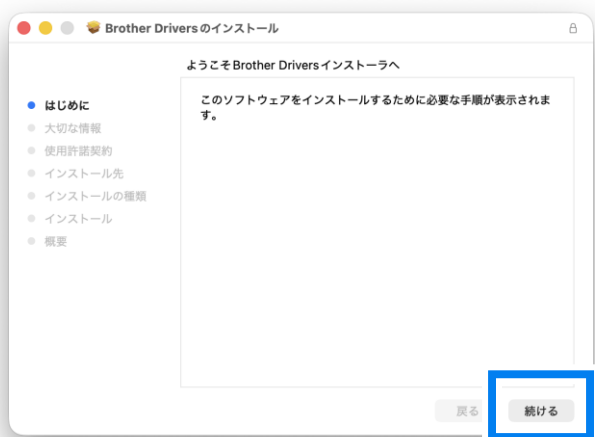 Brother Driversのインストール
ようこそBrother Driversインストーラへ
はじめに
大切な情報
使用許諾契約
インストール先
インストールの種類
インストール
概要
このソフトウェアをインストールするために必要な手順が表示されま
す。
戻る
続ける